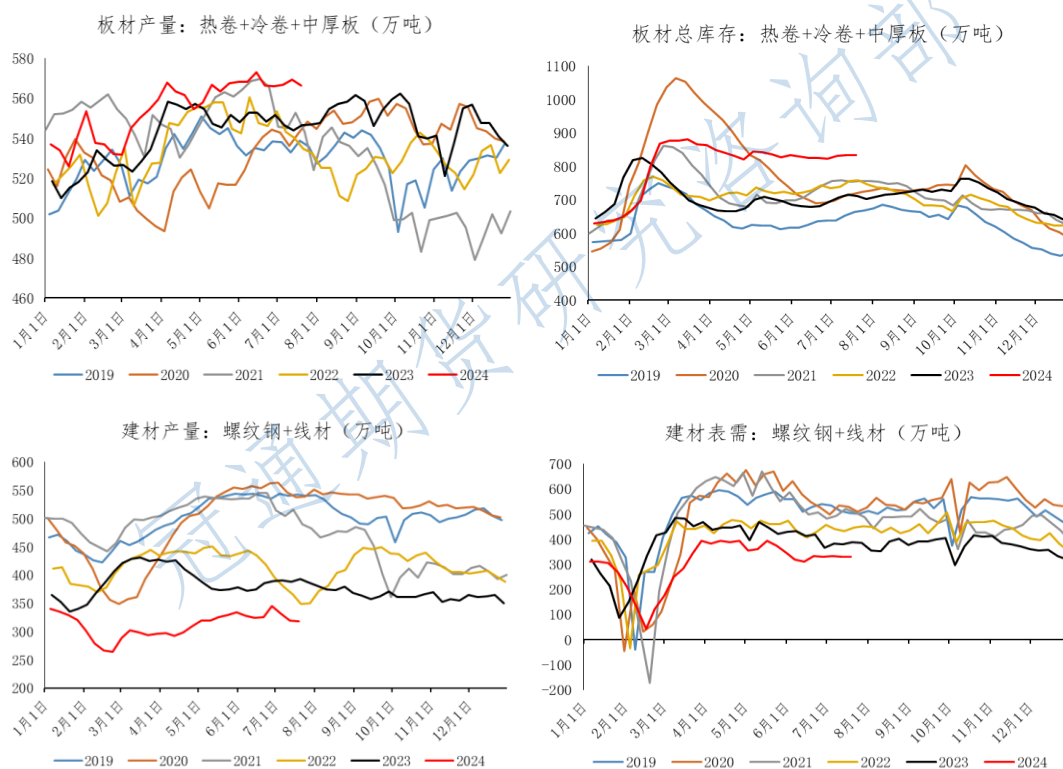 板材产量：热卷+冷卷+中厚板（万吨）
580
560
540
520
500
480
460
1月1日
2月1日
3月1日
4月1日
5月1日
6月1日
7月1日
8月1日
9月1日
10月1日
11月1日
12月1日
2019 2020 2021 2022 2023 2024
板材总库存：热卷+冷卷+中厚板（万吨）
1100
1000
900
800
700
600
500
400
1月1日
2月1日
3月1日
4月1日
5月1日
6月1日
7月1日
8月1日
9月1日
10月1日
11月1日
12月1日
2019 2020 2021 2022 2023 2024
建材产量：螺纹钢+线材（万吨）
600
550
500
450
400
350
300
250
200
1月1日
2月1日
3月1日
4月1日
5月1日
6月1日
7月1日
8月1日
9月1日
10月1日
11月1日
12月1日
2019 2020 2021 2022 2023 2024
建材表需：螺纹钢+线材（万吨）
700
600
500
400
300
200
100
0
-100
-200
1月1日
2月1日
3月1日
4月1日
5月1日
6月1日
7月1日
8月1日
9月1日
10月1日
11月1日
12月1日
2019 2020 2021 2022 2023 2024
冠通期货研究咨询部